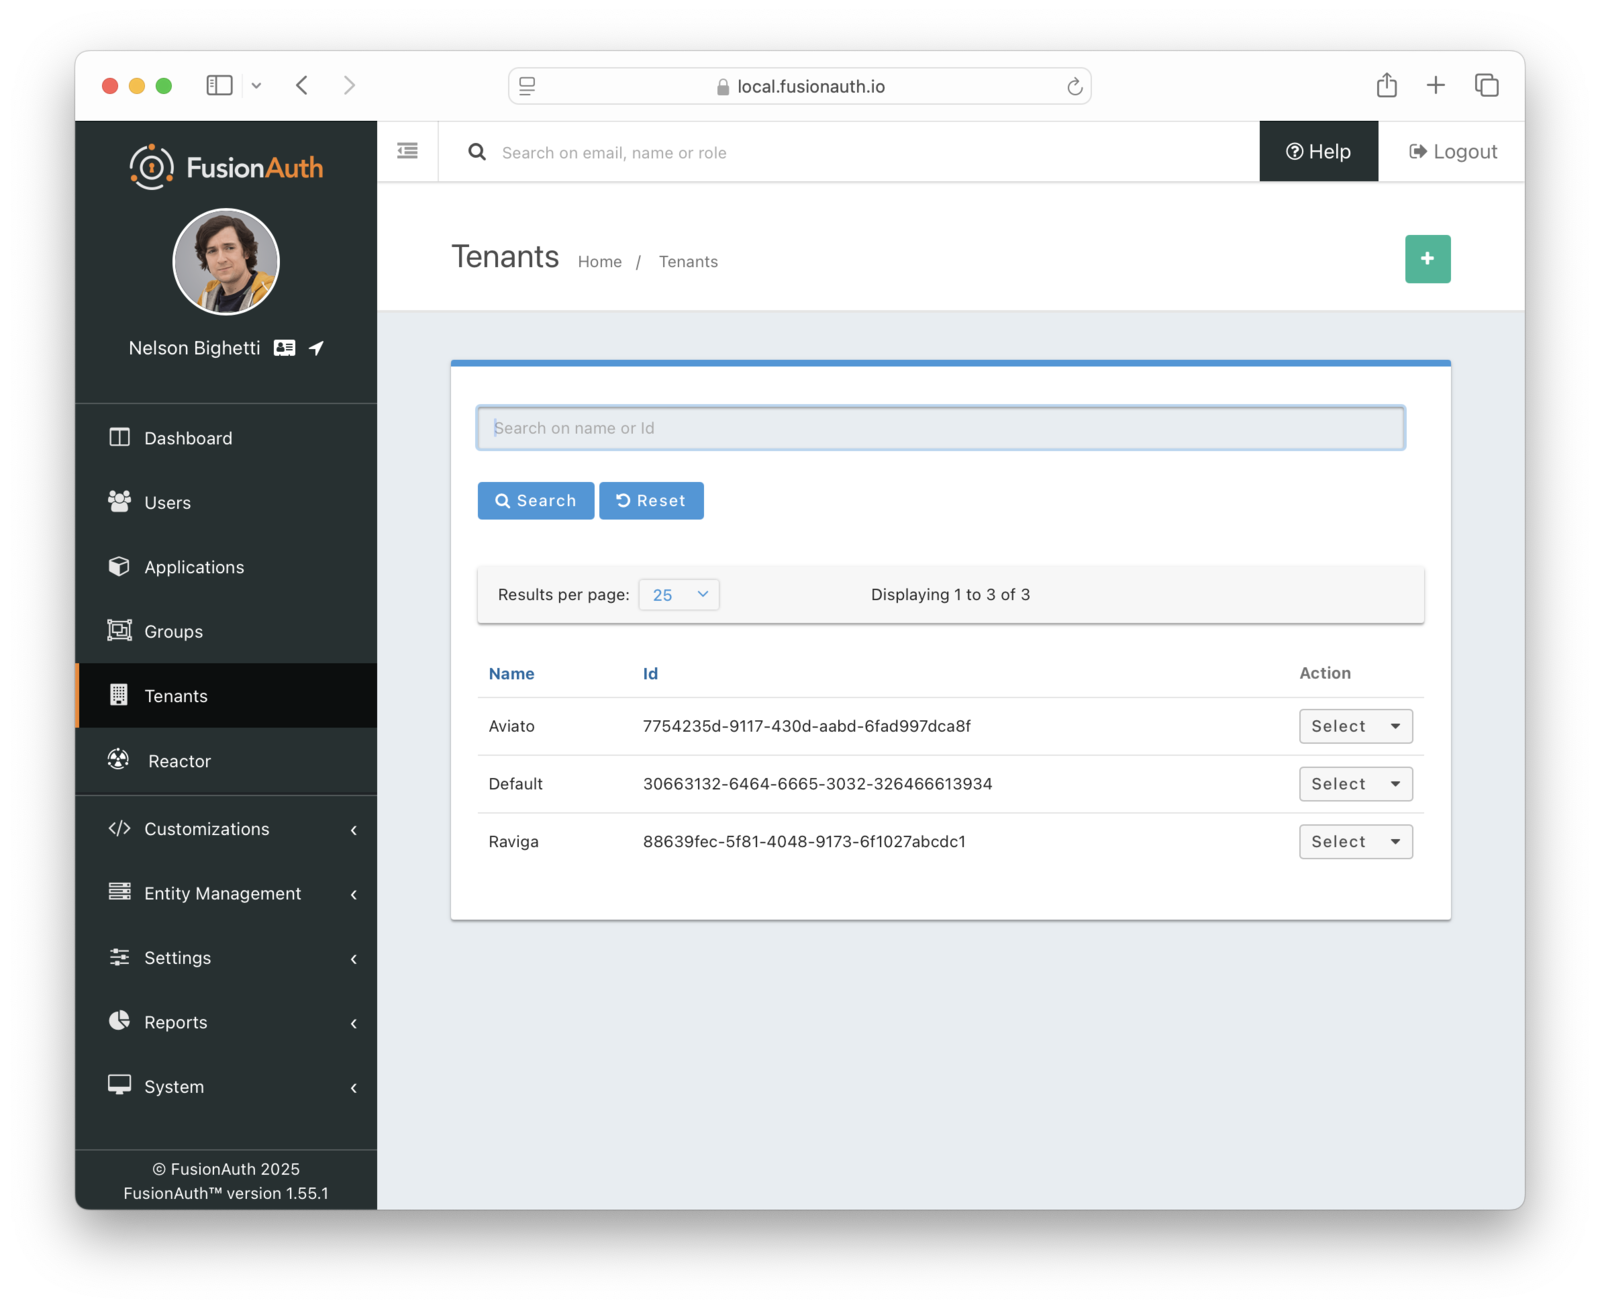 local.fusionauth.io
FusionAuth
Search on email, name or role
Help
Logout
Nelson Bighetti
Tenants
Home / Tenants
Dashboard
Users
Applications
Groups
Tenants
Reactor
Customizations
Entity Management
Settings
Reports
System
© FusionAuth 2025
FusionAuth™ version 1.55.1
Search on name or Id
Search
Reset
Results per page: 25
Displaying 1 to 3 of 3
Name Id Action
Aviato 7754235d-9117-430d-aabd-6fad997dca8f Select
Default 30663132-6464-6665-3032-326466613934 Select
Raviga 88639fec-5f81-4048-9173-6f1027abcdc1 Select